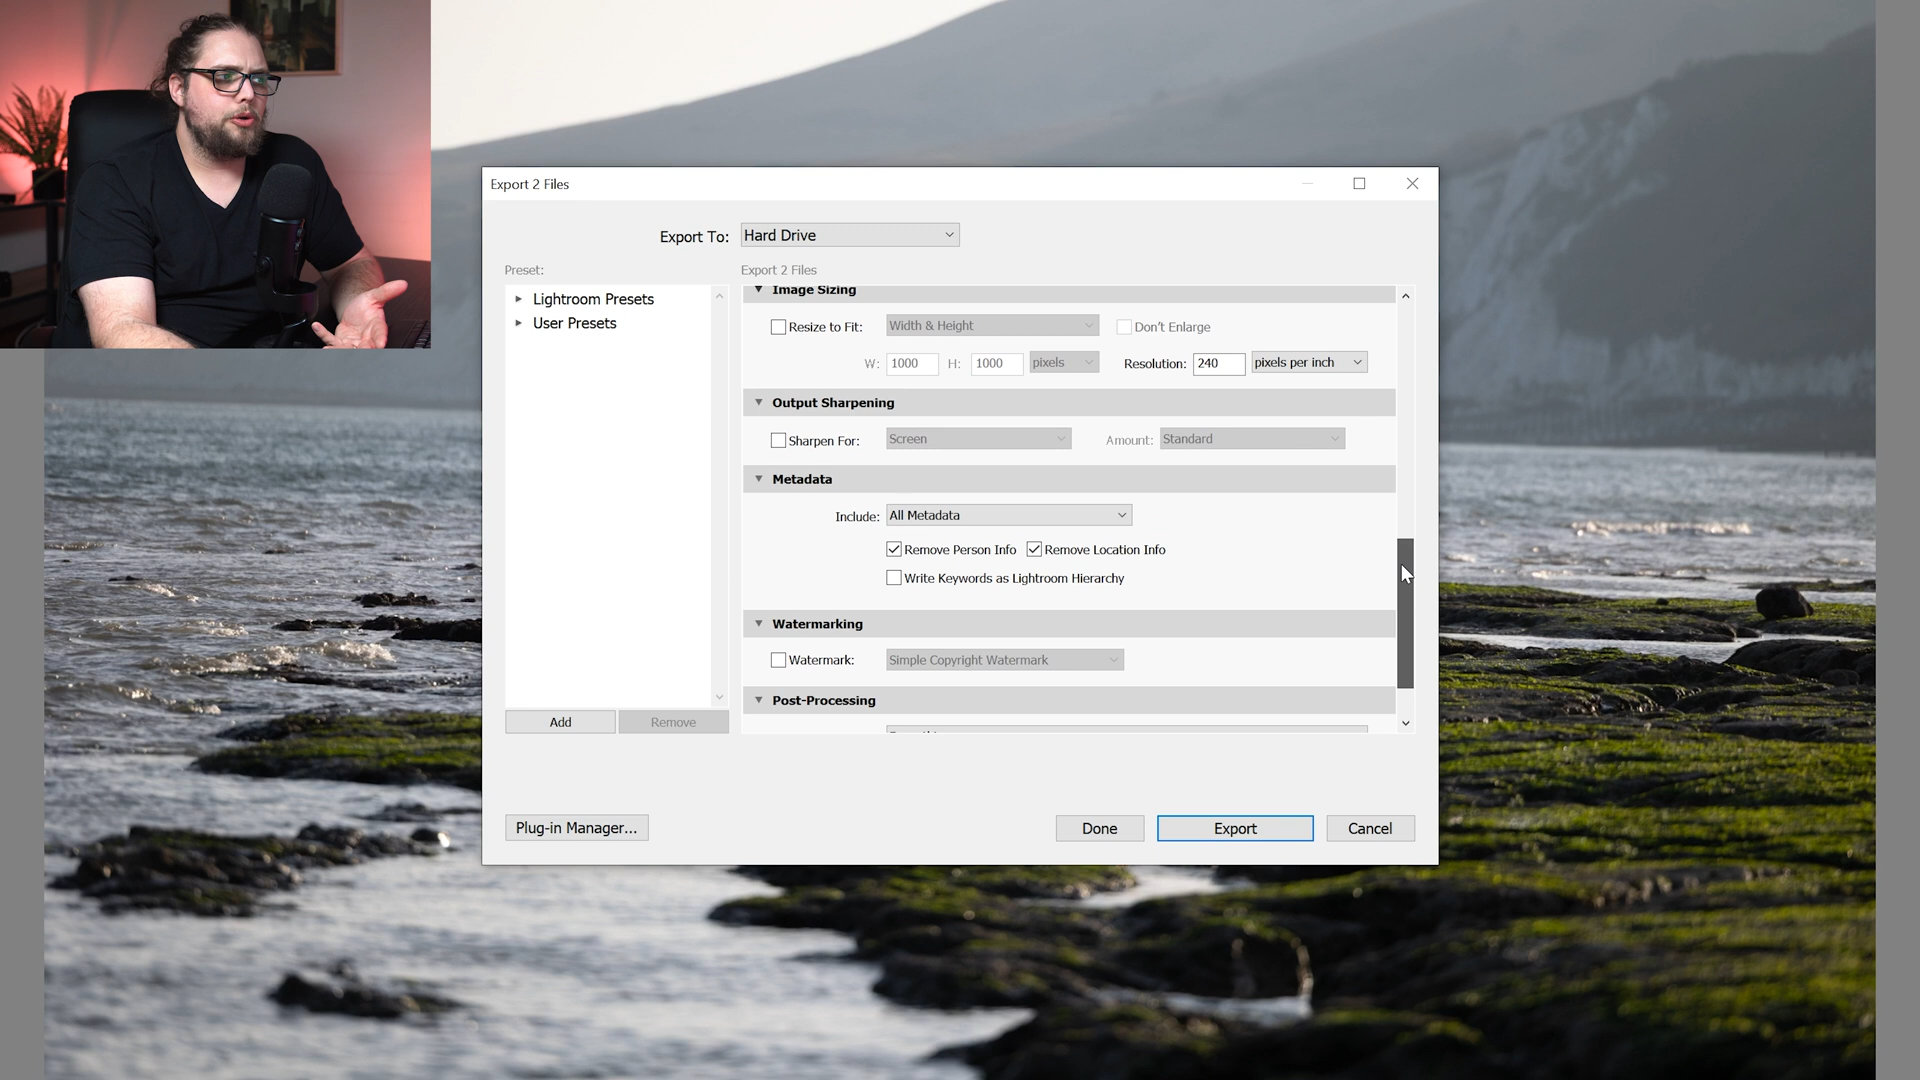 Export 2 Files
Export To: Hard Drive
Preset:
Export 2 Files
Lightroom Presets
User Presets
Add Remove
Image Sizing
Resize to Fit: Width & Height Don't Enlarge
W: 1000 H: 1000 pixels Resolution: 240 pixels per inch
Output Sharpening
Sharpen For: Screen Amount: Standard
Metadata
Include: All Metadata
Remove Person Info Remove Location Info
Write Keywords as Lightroom Hierarchy
Watermarking
Watermark: Simple Copyright Watermark
Post-Processing
Plug-in Manager... Done Export Cancel